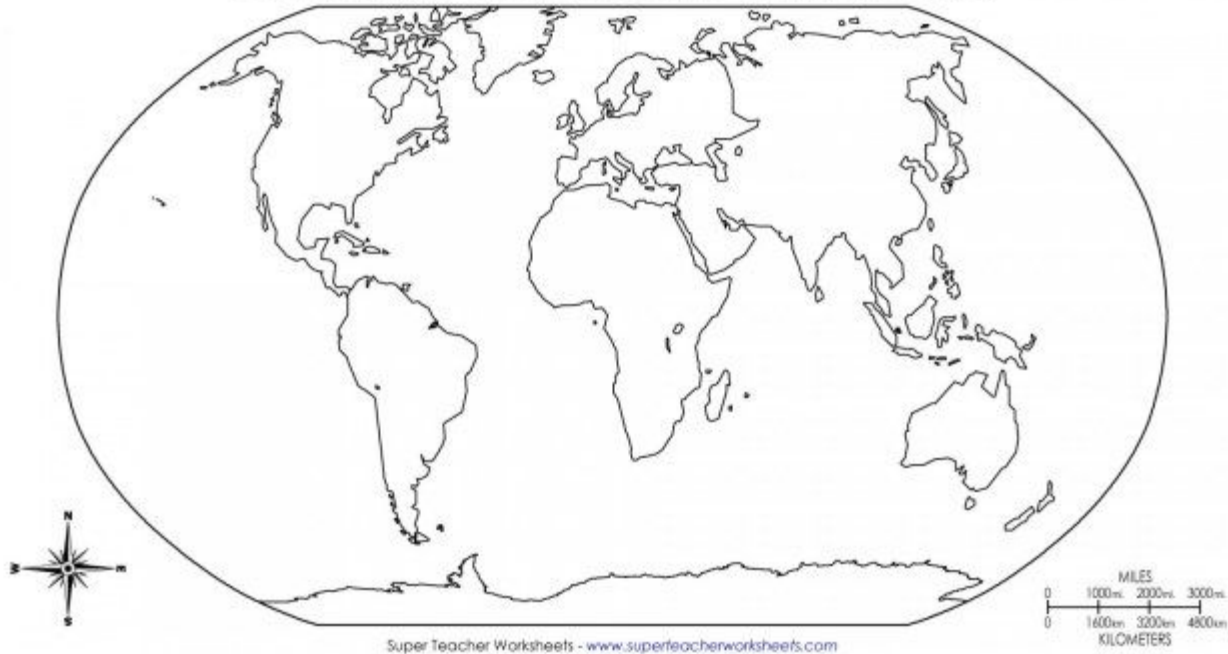 N
W E
S
MILES
0 1000mi. 2000mi. 3000mi.
0 1600km 3200km 4800km
KILOMETERS
Super Teacher Worksheets - www.superteacherworksheets.com